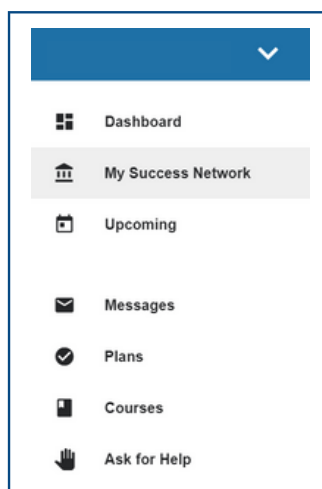 Dashboard
My Success Network
Upcoming
Messages
Plans
Courses
Ask for Help